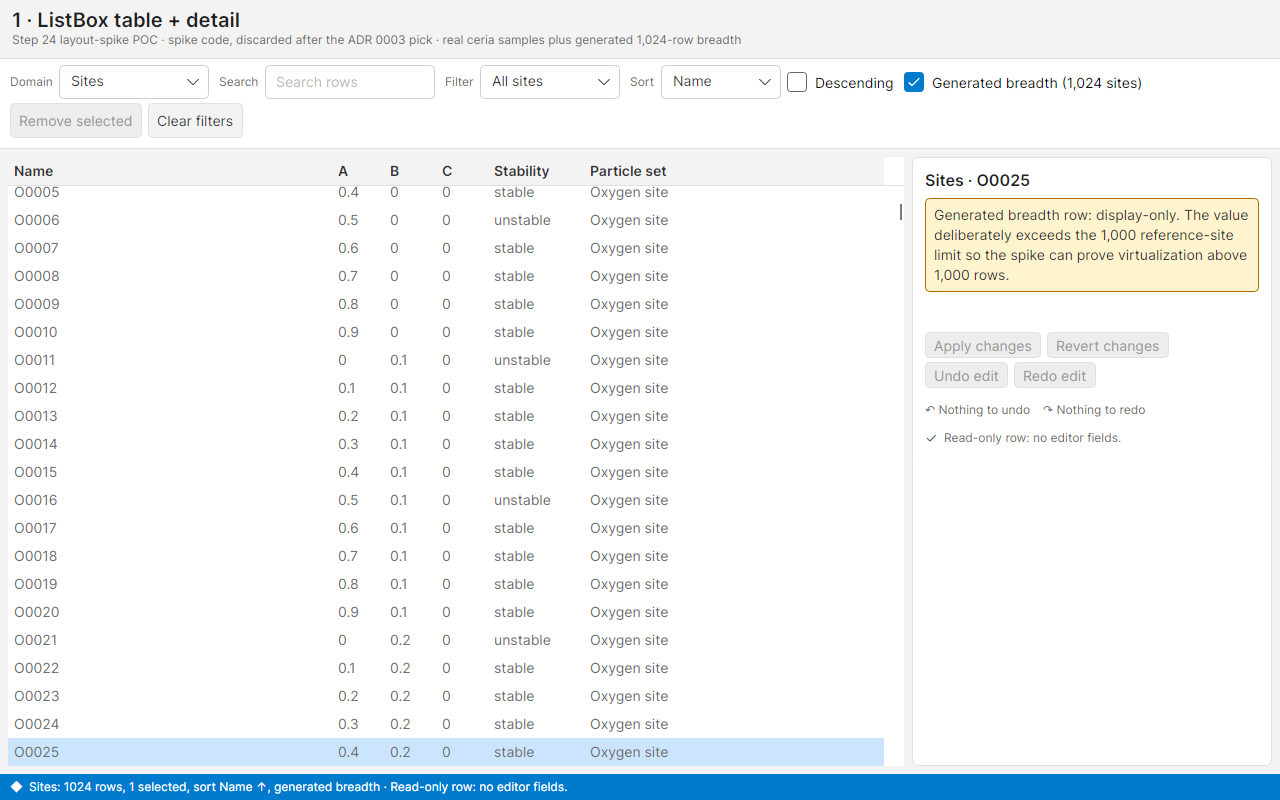 1 · ListBox table + detail
Step 24 layout-spike POC · spike code, discarded after the ADR 0003 pick · real ceria samples plus generated 1,024-row breadth
Domain Sites Search Search rows Filter All sites Sort Name Descending Generated breadth (1,024 sites)
Remove selected Clear filters
Name A B C Stability Particle set
O0005 0.4 0 0 stable Oxygen site
O0006 0.5 0 0 unstable Oxygen site
O0007 0.6 0 0 stable Oxygen site
O0008 0.7 0 0 stable Oxygen site
O0009 0.8 0 0 stable Oxygen site
O0010 0.9 0 0 stable Oxygen site
O0011 0 0.1 0 unstable Oxygen site
O0012 0.1 0.1 0 stable Oxygen site
O0013 0.2 0.1 0 stable Oxygen site
O0014 0.3 0.1 0 stable Oxygen site
O0015 0.4 0.1 0 stable Oxygen site
O0016 0.5 0.1 0 unstable Oxygen site
O0017 0.6 0.1 0 stable Oxygen site
O0018 0.7 0.1 0 stable Oxygen site
O0019 0.8 0.1 0 stable Oxygen site
O0020 0.9 0.1 0 stable Oxygen site
O0021 0 0.2 0 unstable Oxygen site
O0022 0.1 0.2 0 stable Oxygen site
O0023 0.2 0.2 0 stable Oxygen site
O0024 0.3 0.2 0 stable Oxygen site
O0025 0.4 0.2 0 stable Oxygen site
Sites · O0025
Generated breadth row: display-only. The value
deliberately exceeds the 1,000 reference-site
limit so the spike can prove virtualization above
1,000 rows.
Apply changes Revert changes
Undo edit Redo edit
↶ Nothing to undo ↷ Nothing to redo
✓ Read-only row: no editor fields.
◆ Sites: 1024 rows, 1 selected, sort Name ↑, generated breadth · Read-only row: no editor fields.